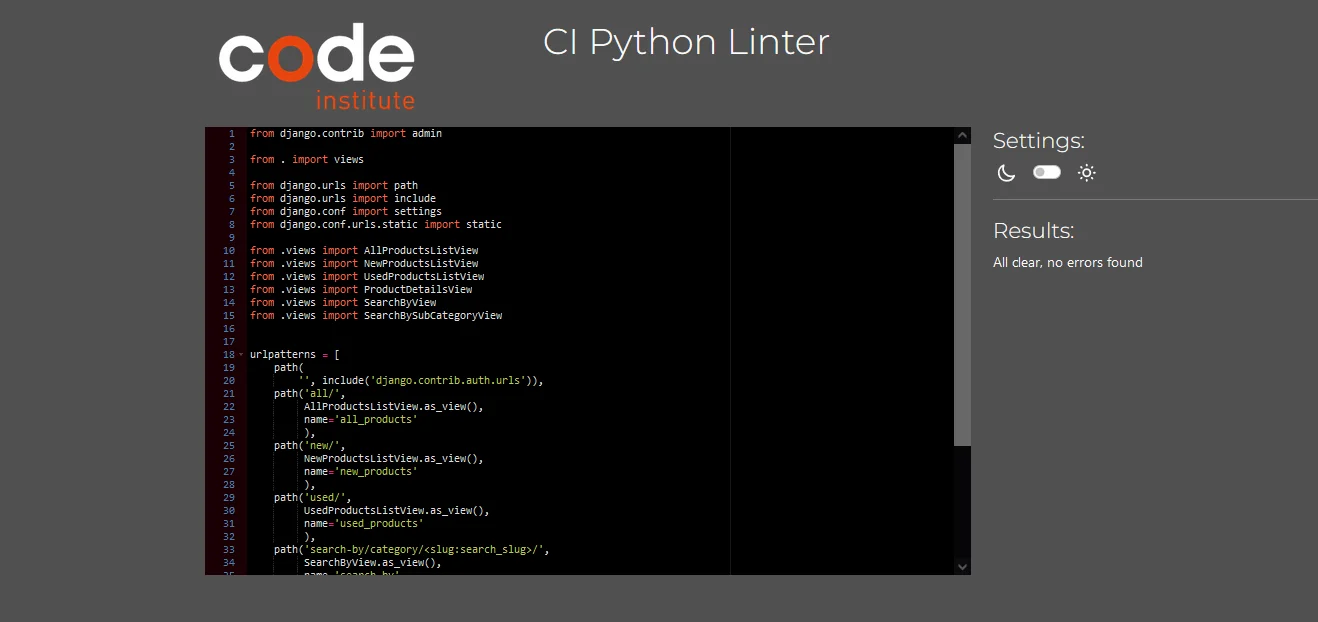 code
institute
CI Python Linter
1 from django.contrib import admin
2
3 from . import views
4
5 from django.urls import path
6 from django.urls import include
7 from django.conf import settings
8 from django.conf.urls.static import static
9
10 from .views import AllProductsListView
11 from .views import NewProductsListView
12 from .views import UsedProductsListView
13 from .views import ProductDetailsView
14 from .views import SearchByView
15 from .views import SearchBySubCategoryView
16
17
18 urlpatterns = [
19 path(
20 '', include('django.contrib.auth.urls')),
21 path('all/',
22 AllProductsListView.as_view(),
23 name='all_products'
24 ),
25 path('new/',
26 NewProductsListView.as_view(),
27 name='new_products'
28 ),
29 path('used/',
30 UsedProductsListView.as_view(),
31 name='used_products'
32 ),
33 path('search-by/category/<slug:search_slug>/',
34 SearchByView.as_view(),
35 name='search_by'
Settings:
Results:
All clear, no errors found